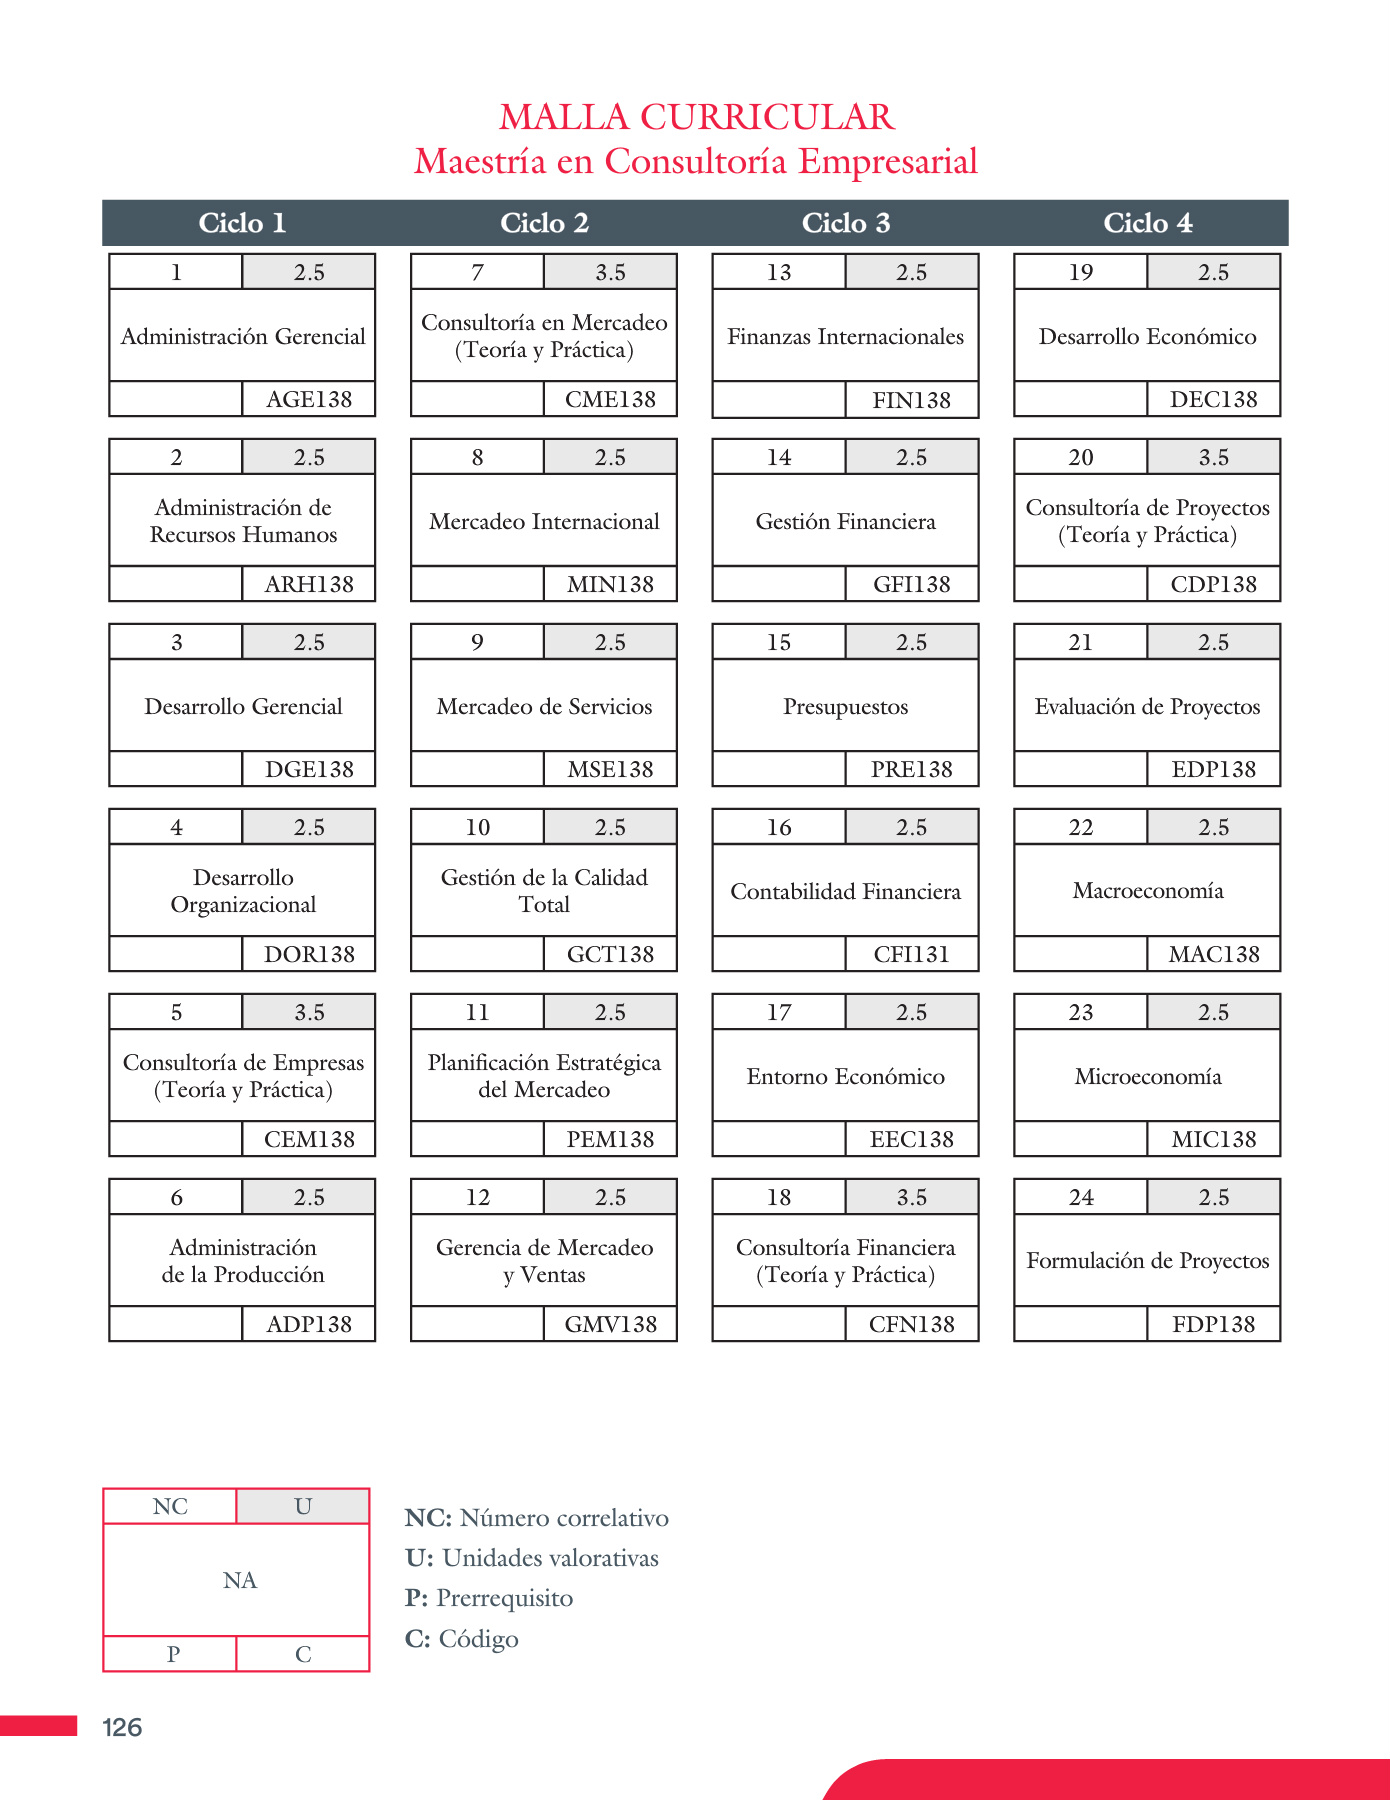 MALLA CURRICULAR
Maestría en Consultoría Empresarial
Ciclo 1 Ciclo 2 Ciclo 3 Ciclo 4
1 2.5
Administración Gerencial
AGE138
7 3.5
Consultoría en Mercadeo
(Teoría y Práctica)
CME138
13 2.5
Finanzas Internacionales
FIN138
19 2.5
Desarrollo Económico
DEC138
2 2.5
Administración de
Recursos Humanos
ARH138
8 2.5
Mercadeo Internacional
MIN138
14 2.5
Gestión Financiera
GFI138
20 3.5
Consultoría de Proyectos
(Teoría y Práctica)
CDP138
3 2.5
Desarrollo Gerencial
DGE138
9 2.5
Mercadeo de Servicios
MSE138
15 2.5
Presupuestos
PRE138
21 2.5
Evaluación de Proyectos
EDP138
4 2.5
Desarrollo
Organizacional
DOR138
10 2.5
Gestión de la Calidad
Total
GCT138
16 2.5
Contabilidad Financiera
CFI131
22 2.5
Macroeconomía
MAC138
5 3.5
Consultoría de Empresas
(Teoría y Práctica)
CEM138
11 2.5
Planificación Estratégica
del Mercadeo
PEM138
17 2.5
Entorno Económico
EEC138
23 2.5
Microeconomía
MIC138
6 2.5
Administración
de la Producción
ADP138
12 2.5
Gerencia de Mercadeo
y Ventas
GMV138
18 3.5
Consultoría Financiera
(Teoría y Práctica)
CFN138
24 2.5
Formulación de Proyectos
FDP138
NC U
NA
P C
NC: Número correlativo
U: Unidades valorativas
P: Prerrequisito
C: Código
126